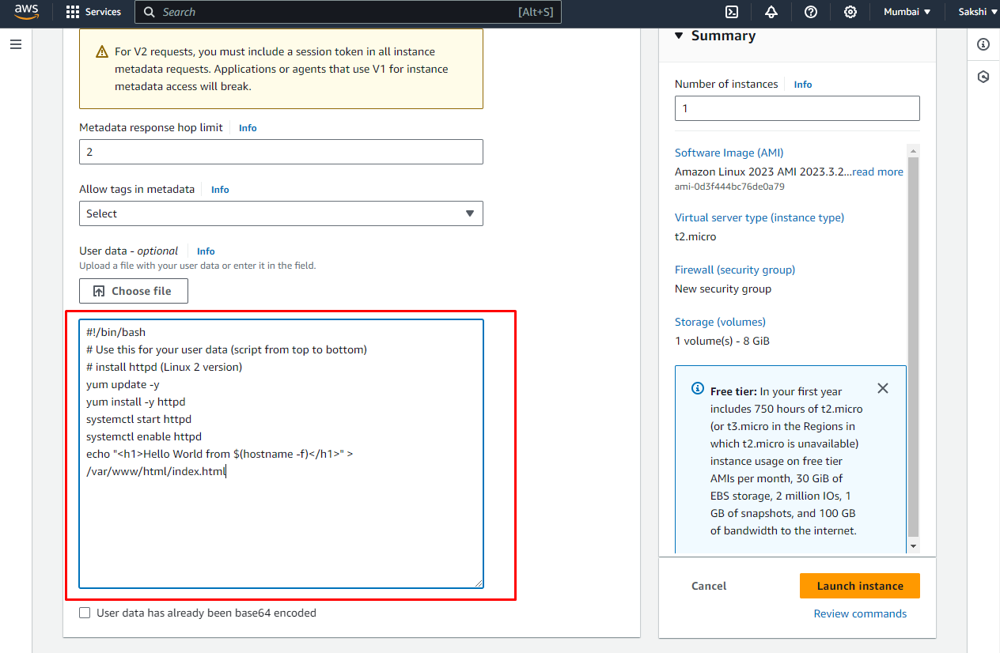 aws
Services
Search
[Alt+S]
Mumbai
Sakshi
For V2 requests, you must include a session token in all instance
metadata requests. Applications or agents that use V1 for instance
metadata access will break.
Metadata response hop limit
Info
2
Allow tags in metadata
Info
Select
User data - optional
Info
Upload a file with your user data or enter it in the field.
Choose file
#!/bin/bash
# Use this for your user data (script from top to bottom)
# install httpd (Linux 2 version)
yum update -y
yum install -y httpd
systemctl start httpd
systemctl enable httpd
echo "<h1>Hello World from $(hostname -f)</h1>" >
/var/www/html/index.html
User data has already been base64 encoded
Summary
Number of instances
Info
1
Software Image (AMI)
Amazon Linux 2023 AMI 2023.3.2...read more
ami-0d3f444bc76de0a79
Virtual server type (instance type)
t2.micro
Firewall (security group)
New security group
Storage (volumes)
1 volume(s) - 8 GiB
Free tier: In your first year
includes 750 hours of t2.micro
(or t3.micro in the Regions in
which t2.micro is unavailable)
instance usage on free tier
AMIs per month, 30 GiB of
EBS storage, 2 million IOs, 1
GB of snapshots, and 100 GB
of bandwidth to the internet.
Cancel
Launch instance
Review commands